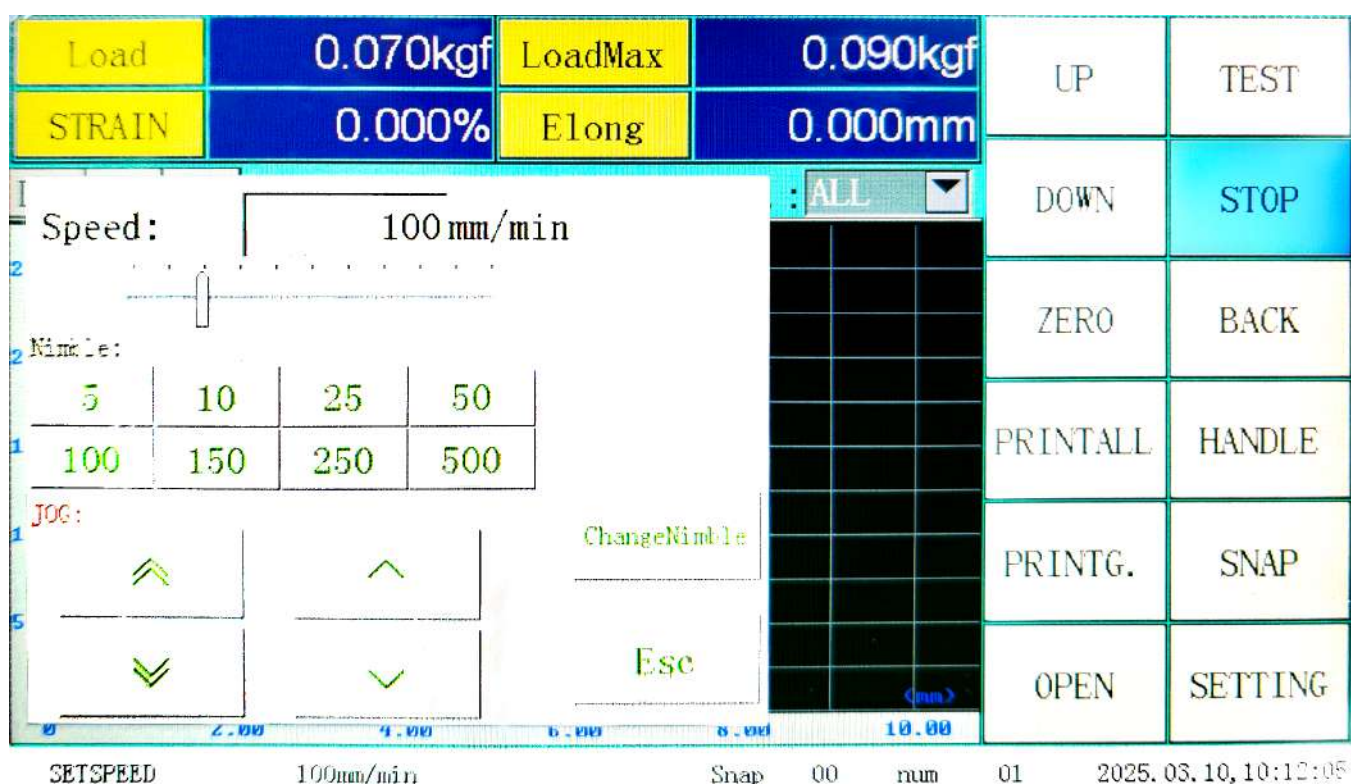 Load 0.070kgf LoadMax 0.090kgf
STRAIN 0.000% Elong 0.000mm
UP TEST
DOWN STOP
ZERO BACK
PRINTALL HANDLE
PRINTG. SNAP
OPEN SETTING
: ALL
Speed: 100mm/min
Nimble:
5 10 25 50
100 150 250 500
JOG:
ChangeNimble
Esc
(mm)
0 2.00 4.00 6.00 8.00 10.00
SETSPEED 100mm/min Snap 00 num 01 2025.03.10,10:12:05